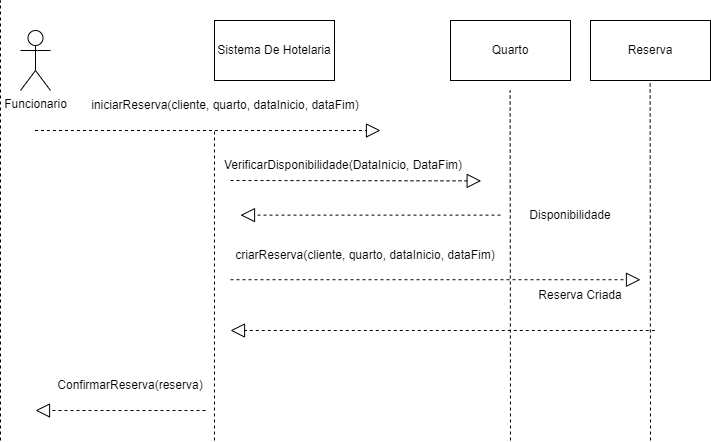 Sistema De Hotelaria
Quarto
Reserva
Funcionario
iniciarReserva(cliente, quarto, dataInicio, dataFim)
VerificarDisponibilidade(DataInicio, DataFim)
Disponibilidade
criarReserva(cliente, quarto, dataInicio, dataFim)
Reserva Criada
ConfirmarReserva(reserva)